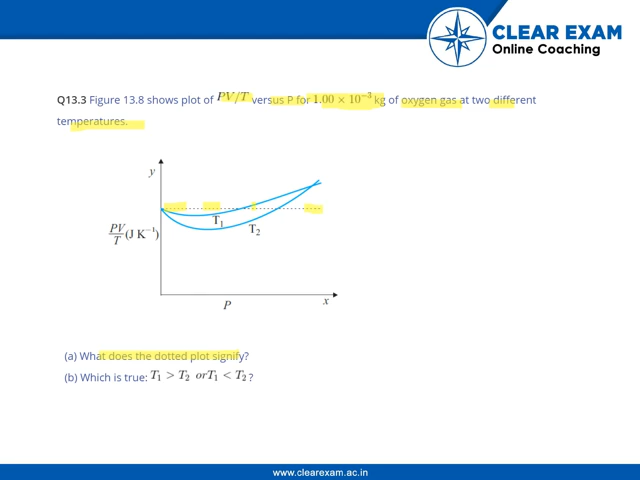 CLEAR EXAM
Online Coaching
Q13.3 Figure 13.8 shows plot of PV/T versus P for 1.00 × 10⁻³ kg of oxygen gas at two different
temperatures.
y
T₁
T₂
PV/T (J K⁻¹)
P
x
(a) What does the dotted plot signify?
(b) Which is true: T₁ > T₂ orT₁ < T₂ ?
www.clearexam.ac.in